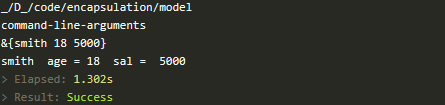 _/D_/code/encapsulation/model
command-line-arguments
&{smith 18 5000}
smith  age = 18  sal =  5000
> Elapsed: 1.302s
> Result: Success